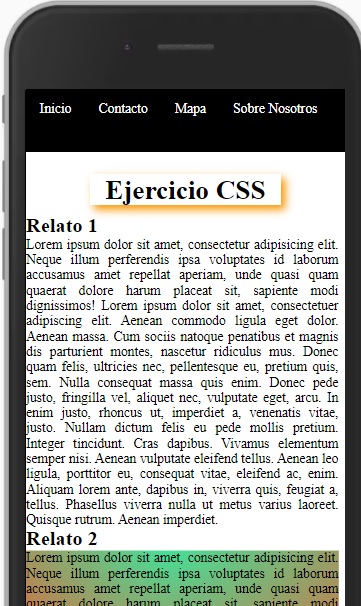 Inicio Contacto Mapa Sobre Nosotros
Ejercicio CSS
Relato 1
Lorem ipsum dolor sit amet, consectetur adipisicing elit.
Neque illum perferendis ipsa voluptates id laborum
accusamus amet repellat aperiam, unde quasi quam
quaerat dolore harum placeat sit, sapiente modi
dignissimos! Lorem ipsum dolor sit amet, consectetuer
adipiscing elit. Aenean commodo ligula eget dolor.
Aenean massa. Cum sociis natoque penatibus et magnis
dis parturient montes, nascetur ridiculus mus. Donec
quam felis, ultricies nec, pellentesque eu, pretium quis,
sem. Nulla consequat massa quis enim. Donec pede
justo, fringilla vel, aliquet nec, vulputate eget, arcu. In
enim justo, rhoncus ut, imperdiet a, venenatis vitae,
justo. Nullam dictum felis eu pede mollis pretium.
Integer tincidunt. Cras dapibus. Vivamus elementum
semper nisi. Aenean vulputate eleifend tellus. Aenean leo
ligula, porttitor eu, consequat vitae, eleifend ac, enim.
Aliquam lorem ante, dapibus in, viverra quis, feugiat a,
tellus. Phasellus viverra nulla ut metus varius laoreet.
Quisque rutrum. Aenean imperdiet.
Relato 2
Lorem ipsum dolor sit amet, consectetur adipisicing elit.
Neque illum perferendis ipsa voluptates id laborum
accusamus amet repellat aperiam, unde quasi quam
quaerat dolore harum placeat sit, sapiente modi